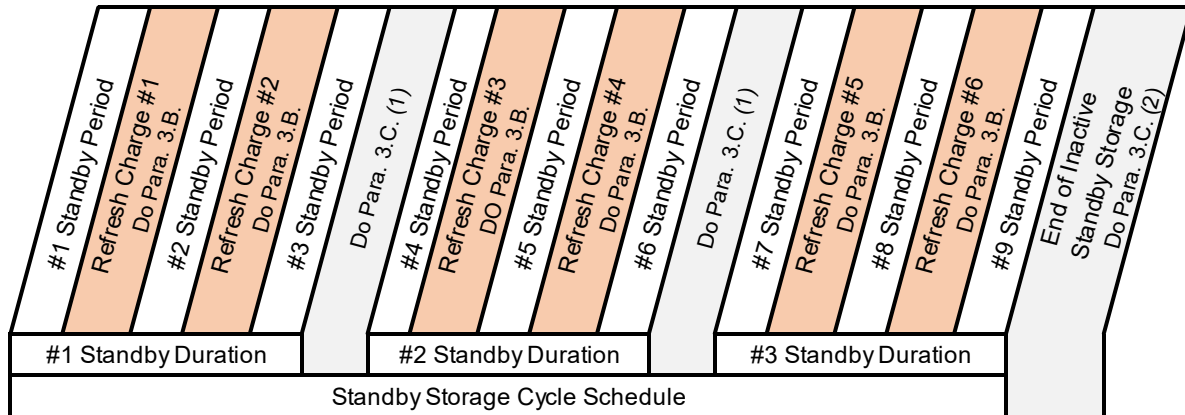 #1 Standby Period
Refresh Charge #1
Do Para. 3.B.
#2 Standby Period
Refresh Charge #2
Do Para. 3.B.
#3 Standby Period
Do Para. 3.C. (1)
#4 Standby Period
Refresh Charge #3
DO Para. 3.B.
#5 Standby Period
Refresh Charge #4
Do Para. 3.B.
#6 Standby Period
Do Para. 3.C. (1)
#7 Standby Period
Refresh Charge #5
Do Para. 3.B.
#8 Standby Period
Refresh Charge #6
Do Para. 3.B.
#9 Standby Period
End of Inactive
Standby Storage
Do Para. 3.C. (2)
#1 Standby Duration
#2 Standby Duration
#3 Standby Duration
Standby Storage Cycle Schedule